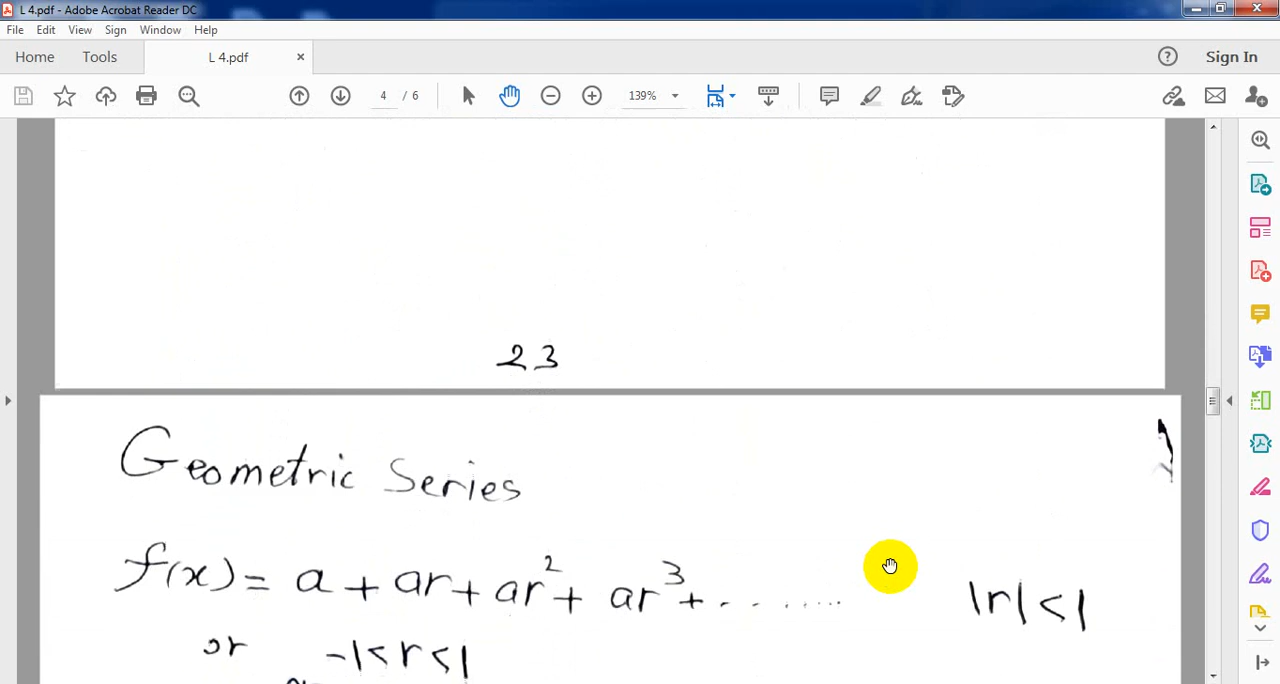 L 4.pdf - Adobe Acrobat Reader DC
File Edit View Sign Window Help
Home Tools L 4.pdf × Sign In
4 / 6 139%
23
Geometric Series
f(x) = a + ar + ar² + ar³ + ........ |r| < 1
or -1 < r < 1